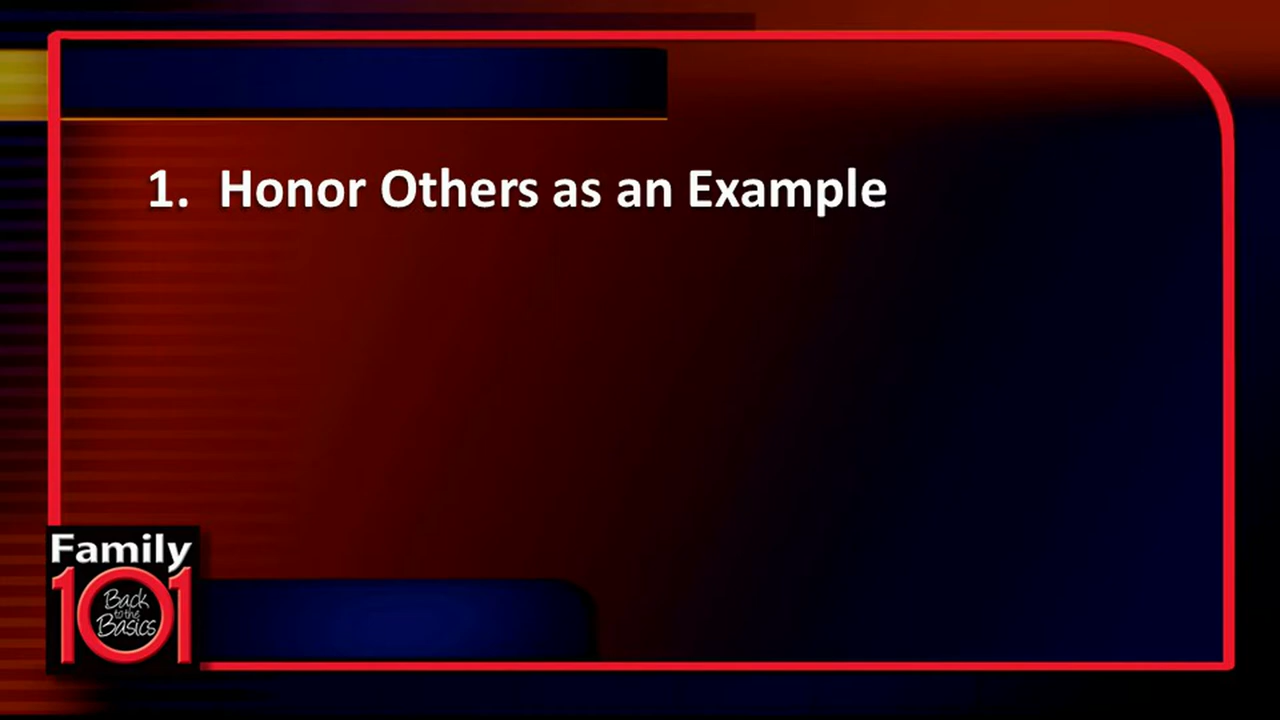 1. Honor Others as an Example
Family
101
Back
to the
Basics